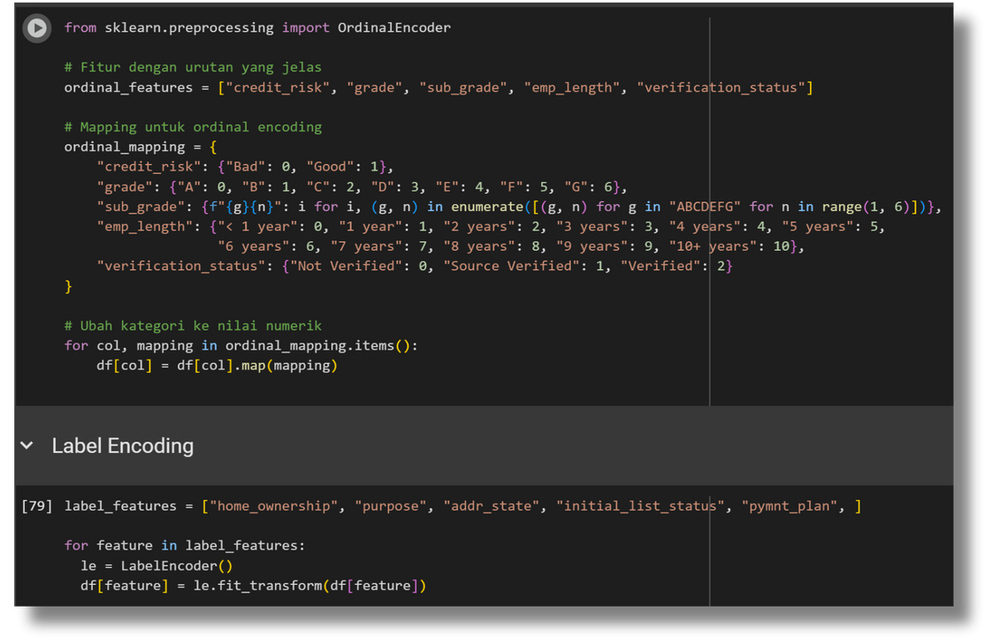 from sklearn.preprocessing import OrdinalEncoder
# Fitur dengan urutan yang jelas
ordinal_features = ["credit_risk", "grade", "sub_grade", "emp_length", "verification_status"]
# Mapping untuk ordinal encoding
ordinal_mapping = {
    "credit_risk": {"Bad": 0, "Good": 1},
    "grade": {"A": 0, "B": 1, "C": 2, "D": 3, "E": 4, "F": 5, "G": 6},
    "sub_grade": {f"{g}{n}": i for i, (g, n) in enumerate([(g, n) for g in "ABCDEFG" for n in range(1, 6)])},
    "emp_length": {"< 1 year": 0, "1 year": 1, "2 years": 2, "3 years": 3, "4 years": 4, "5 years": 5,
                   "6 years": 6, "7 years": 7, "8 years": 8, "9 years": 9, "10+ years": 10},
    "verification_status": {"Not Verified": 0, "Source Verified": 1, "Verified": 2}
}
# Ubah kategori ke nilai numerik
for col, mapping in ordinal_mapping.items():
    df[col] = df[col].map(mapping)
Label Encoding
[79] label_features = ["home_ownership", "purpose", "addr_state", "initial_list_status", "pymnt_plan", ]
for feature in label_features:
  le = LabelEncoder()
  df[feature] = le.fit_transform(df[feature])